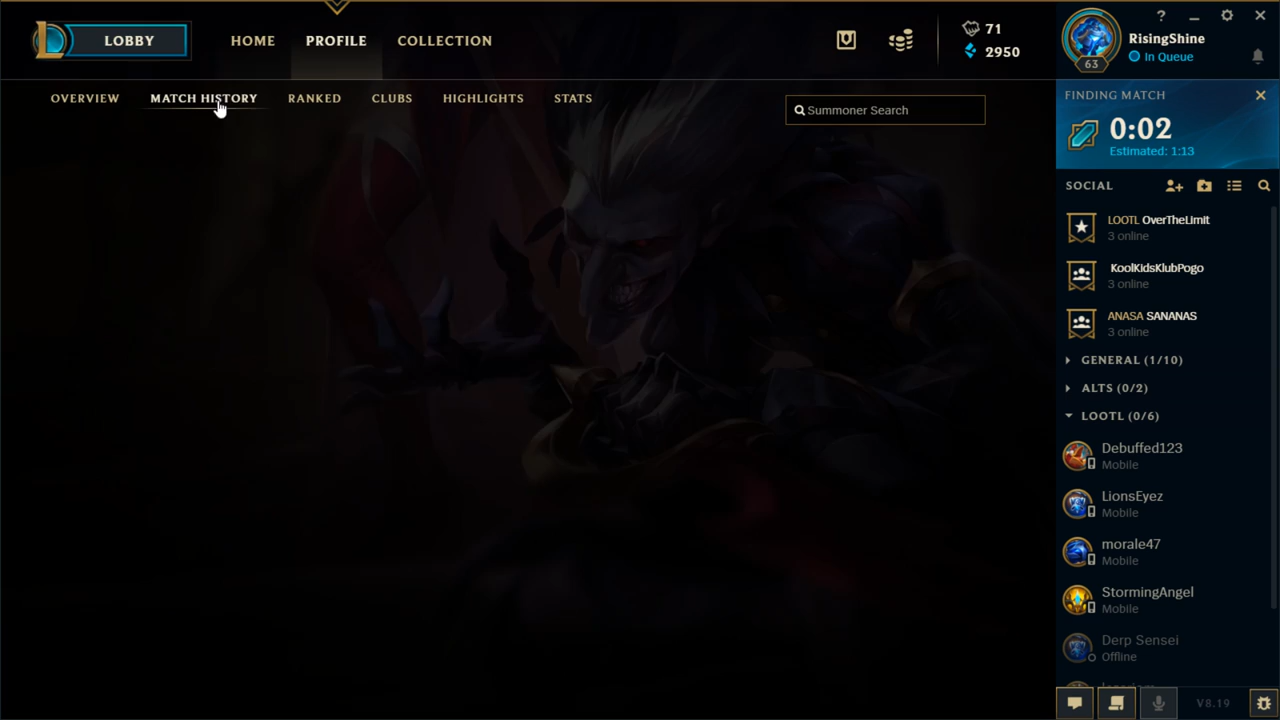 LOBBY
HOME
PROFILE
COLLECTION
71
2950
?
RisingShine
In Queue
63
OVERVIEW
MATCH HISTORY
RANKED
CLUBS
HIGHLIGHTS
STATS
Summoner Search
FINDING MATCH
0:02
Estimated: 1:13
SOCIAL
LOOTL OverTheLimit
3 online
KoolKidsKlubPogo
3 online
ANASA SANANAS
3 online
GENERAL (1/10)
ALTS (0/2)
LOOTL (0/6)
Debuffed123
Mobile
LionsEyez
Mobile
morale47
Mobile
StormingAngel
Mobile
Derp Sensei
Offline
V8.19